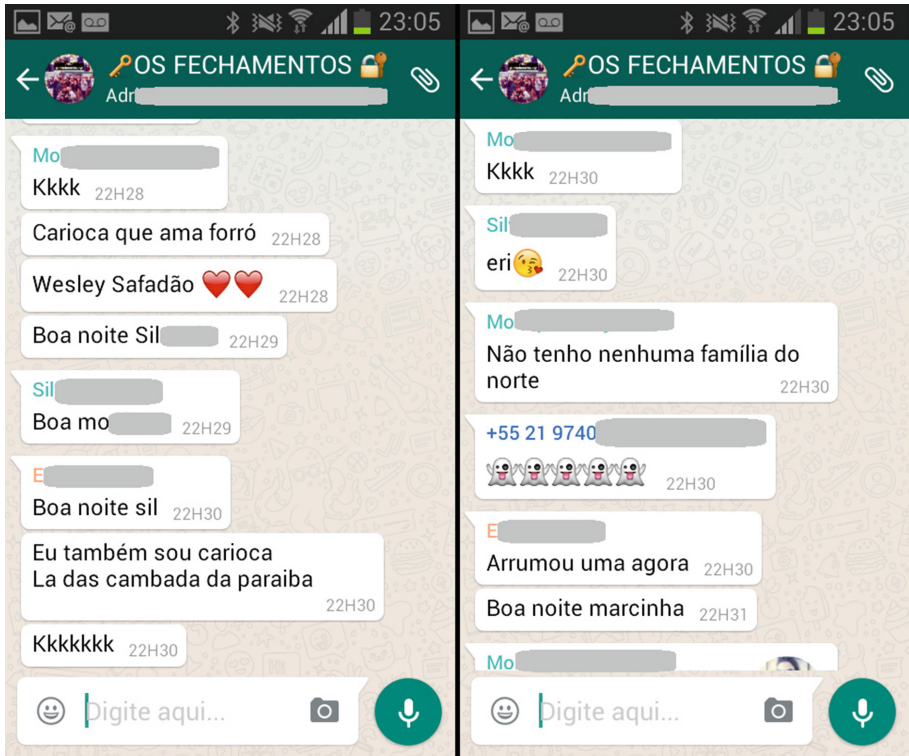 23:05
🔑OS FECHAMENTOS 🔐
Adr
Mo
Kkkk 22H28
Carioca que ama forró 22H28
Wesley Safadão ❤❤ 22H28
Boa noite Sil 22H29
Sil
Boa mo 22H29
E
Boa noite sil 22H30
Eu também sou carioca
La das cambada da paraiba
22H30
Kkkkkkk 22H30
Digite aqui...
23:05
🔑OS FECHAMENTOS 🔐
Adr
Mo
Kkkk 22H30
Sil
eri😘 22H30
Mo
Não tenho nenhuma família do
norte 22H30
+55 21 9740
👻👻👻👻👻 22H30
E
Arrumou uma agora 22H30
Boa noite marcinha 22H31
Mo
Digite aqui...